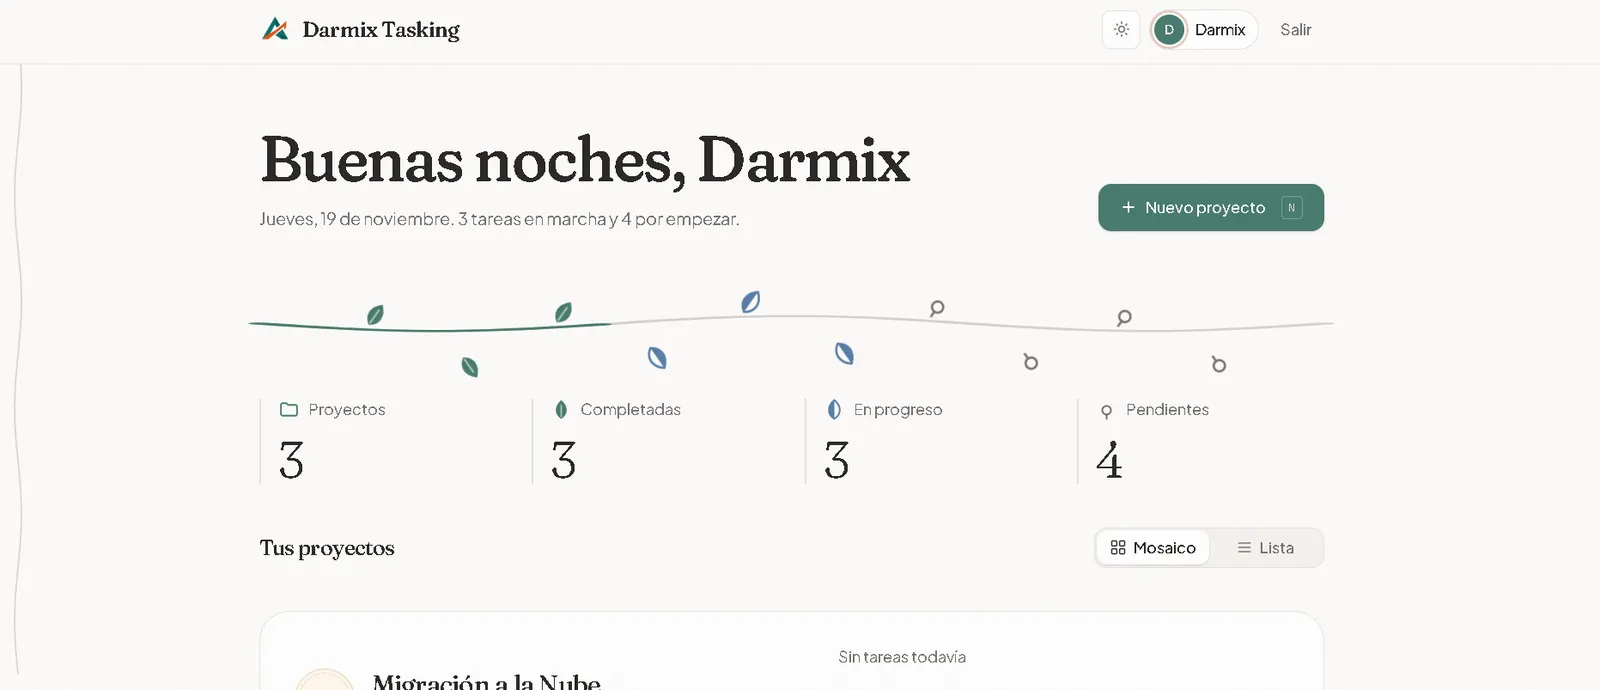 Darmix Tasking
D
Darmix
Salir
Buenas noches, Darmix
Jueves, 19 de noviembre. 3 tareas en marcha y 4 por empezar.
+ Nuevo proyecto N
Proyectos
3
Completadas
3
En progreso
3
Pendientes
4
Tus proyectos
Mosaico
Lista
Sin tareas todavía
Migración a la Nube